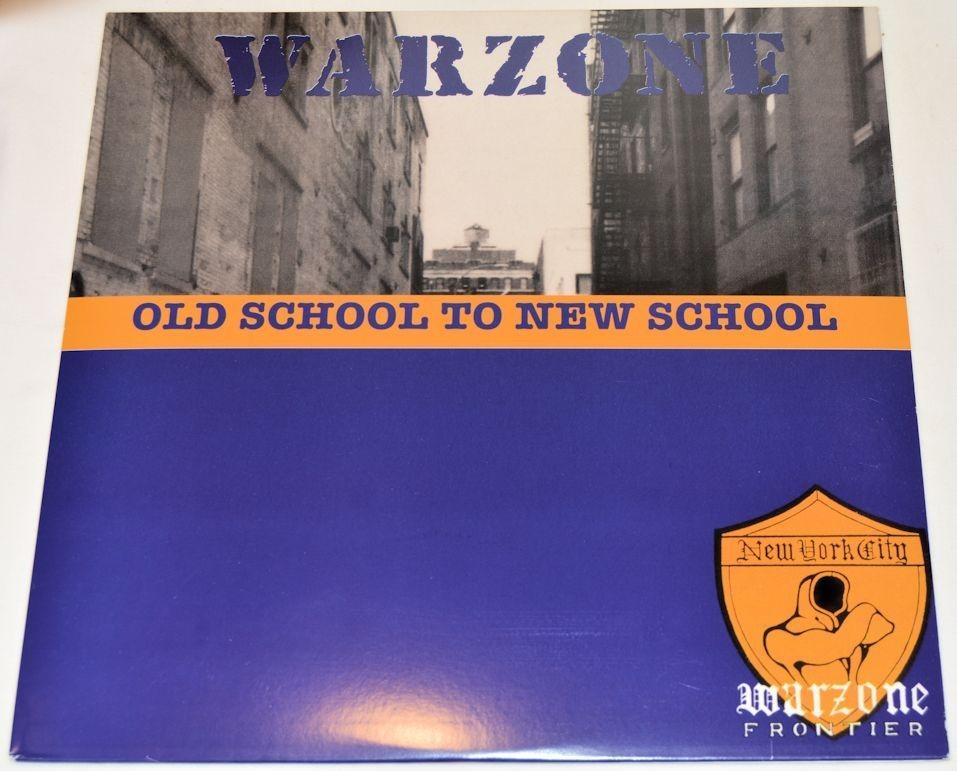 WARZONE
OLD SCHOOL TO NEW SCHOOL
New York City
warzone
FRONTIER